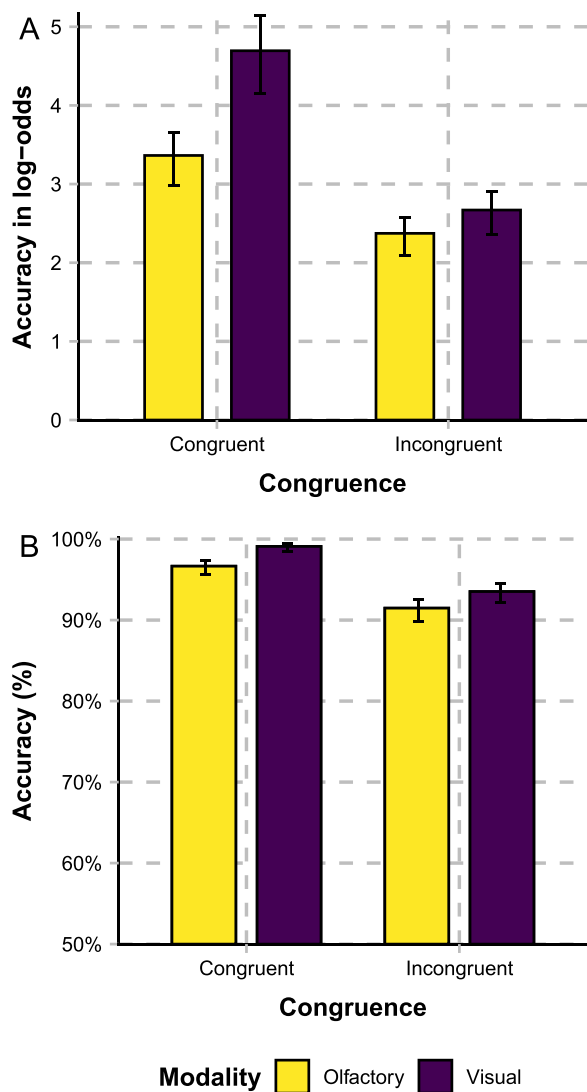 A
Accuracy in log−odds
5
4
3
2
1
0
Congruent Incongruent
Congruence
B
Accuracy (%)
100%
90%
80%
70%
60%
50%
Congruent Incongruent
Congruence
Modality Olfactory Visual